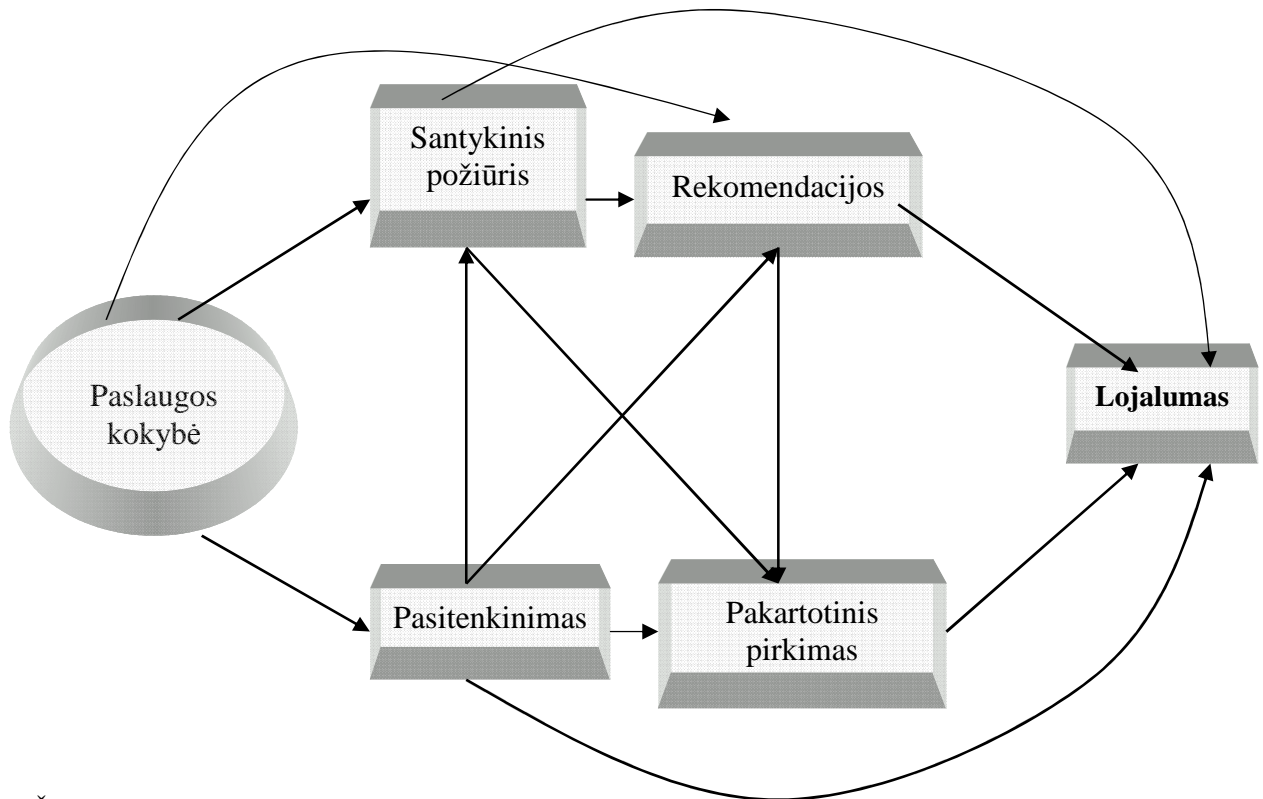 Santykinis
požiūris
Rekomendacijos
Paslaugos
kokybė
Lojalumas
Pasitenkinimas
Pakartotinis
pirkimas